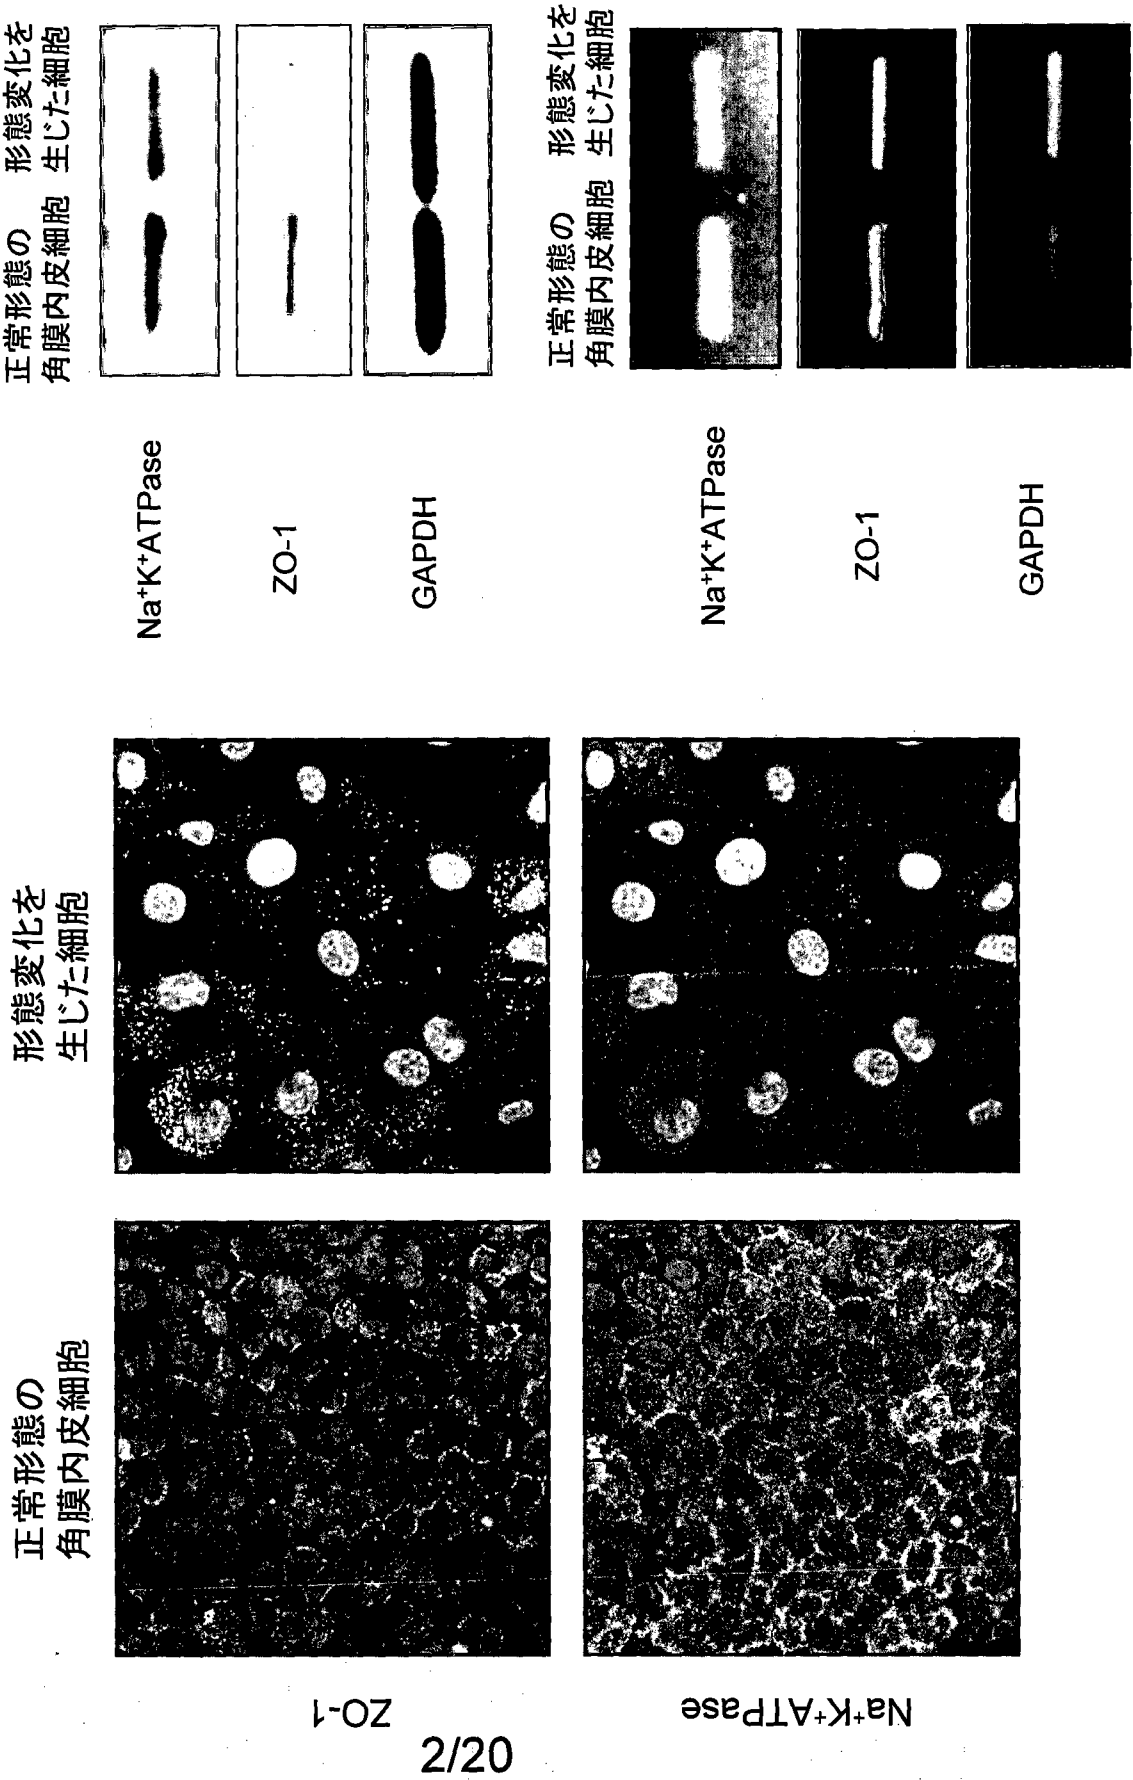 正常形態の
角膜内皮細胞
形態変化を
生じた細胞
ZO-1
Na⁺K⁺ATPase
正常形態の
角膜内皮細胞
形態変化を
生じた細胞
Na⁺K⁺ATPase
ZO-1
GAPDH
正常形態の
角膜内皮細胞
形態変化を
生じた細胞
Na⁺K⁺ATPase
ZO-1
GAPDH
2/20